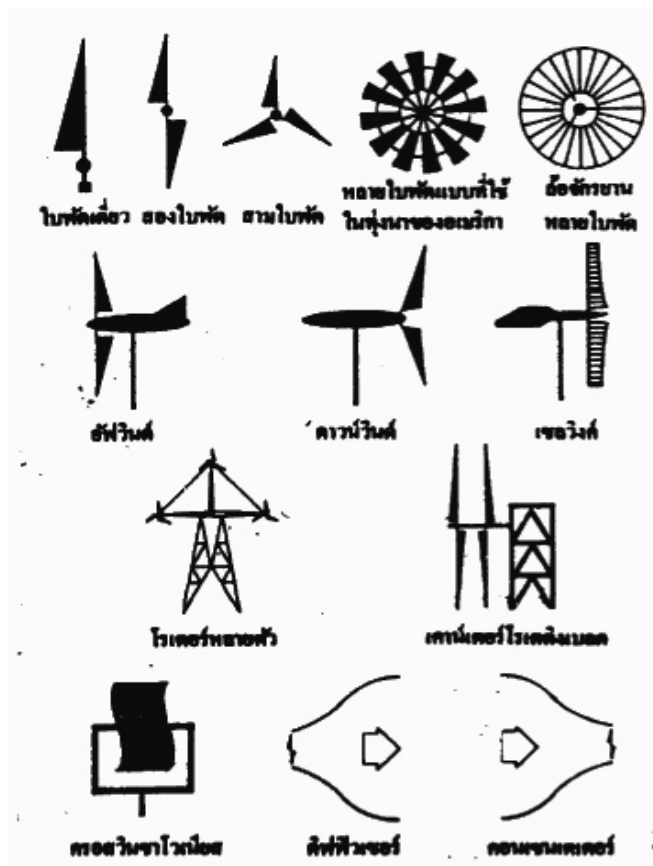 ใบพัดเดี่ยว สองใบพัด สามใบพัด
หลายใบพัดแบบที่ใช้
ในทุ่งนาของอเมริกา
ล้อจักรยาน
หลายใบพัด
อัฟวินด์ ดาวน์วินด์ เซลวิงค์
โรเตอร์หลายตัว เคาน์เตอร์โรเตติงเบลด
ครอสวินซาโวเนียส ดิฟฟิวเซอร์ คอนเซนเตเตอร์